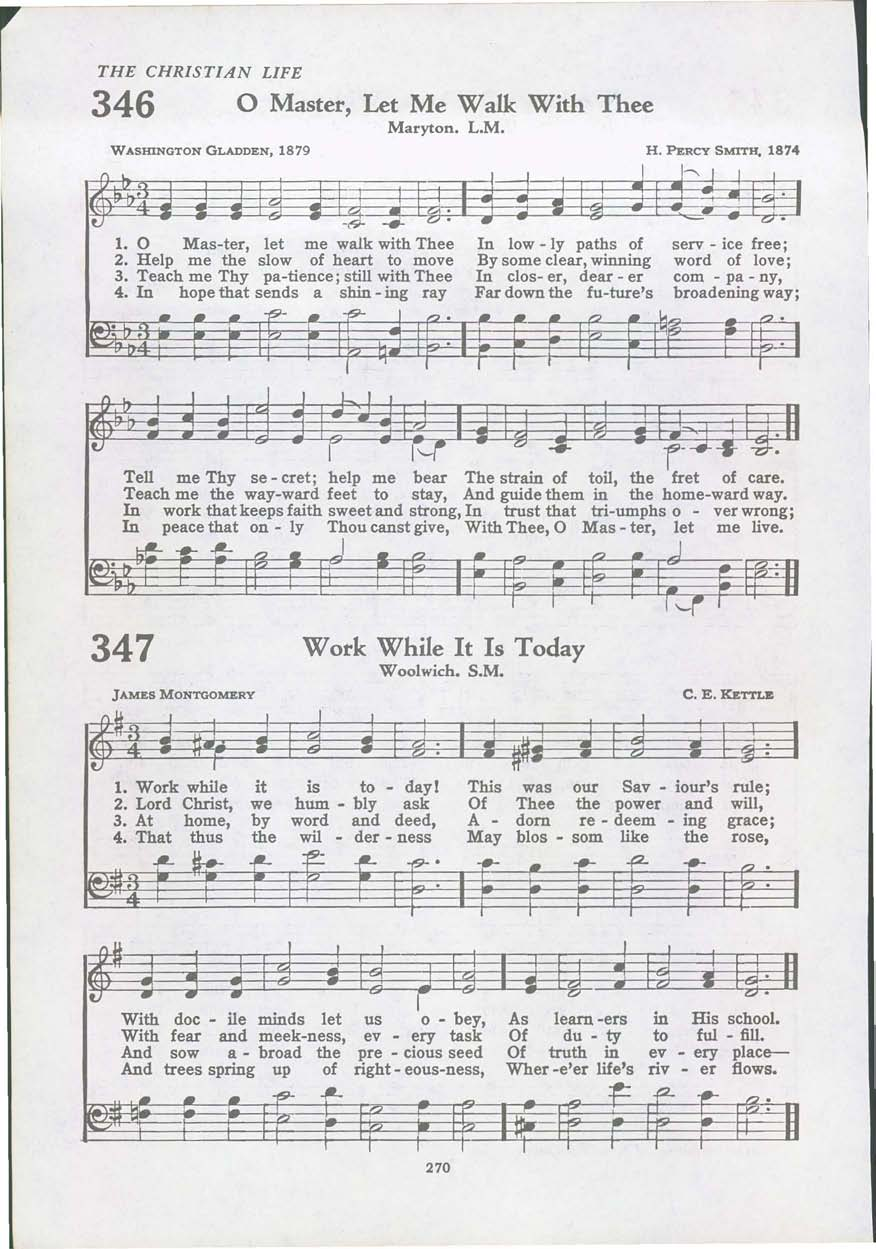 THE CHRISTIAN LIFE
346 O Master, Let Me Walk With Thee
Maryton. L.M.
WASHINGTON GLADDEN, 1879 H. PERCY SMITH, 1874
1. O Mas-ter, let me walk with Thee In low - ly paths of serv - ice free;
2. Help me the slow of heart to move By some clear, winning word of love;
3. Teach me Thy pa-tience; still with Thee In clos- er, dear - er com - pa - ny,
4. In hope that sends a shin - ing ray Far down the fu-ture's broadening way;
Tell me Thy se - cret; help me bear The strain of toil, the fret of care.
Teach me the way-ward feet to stay, And guide them in the home-ward way.
In work that keeps faith sweet and strong, In trust that tri-umphs o - ver wrong;
In peace that on - ly Thou canst give, With Thee, O Mas - ter, let me live.
347 Work While It Is Today
Woolwich. S.M.
JAMES MONTGOMERY C. E. KETTLE
1. Work while it is to - day! This was our Sav - iour's rule;
2. Lord Christ, we hum - bly ask Of Thee the power and will,
3. At home, by word and deed, A - dorn re - deem - ing grace;
4. That thus the wil - der - ness May blos - som like the rose,
With doc - ile minds let us o - bey, As learn -ers in His school.
With fear and meek-ness, ev - ery task Of du - ty to ful - fill.
And sow a - broad the pre - cious seed Of truth in ev - ery place—
And trees spring up of right - eous-ness, Wher -e'er life's riv - er flows.
270